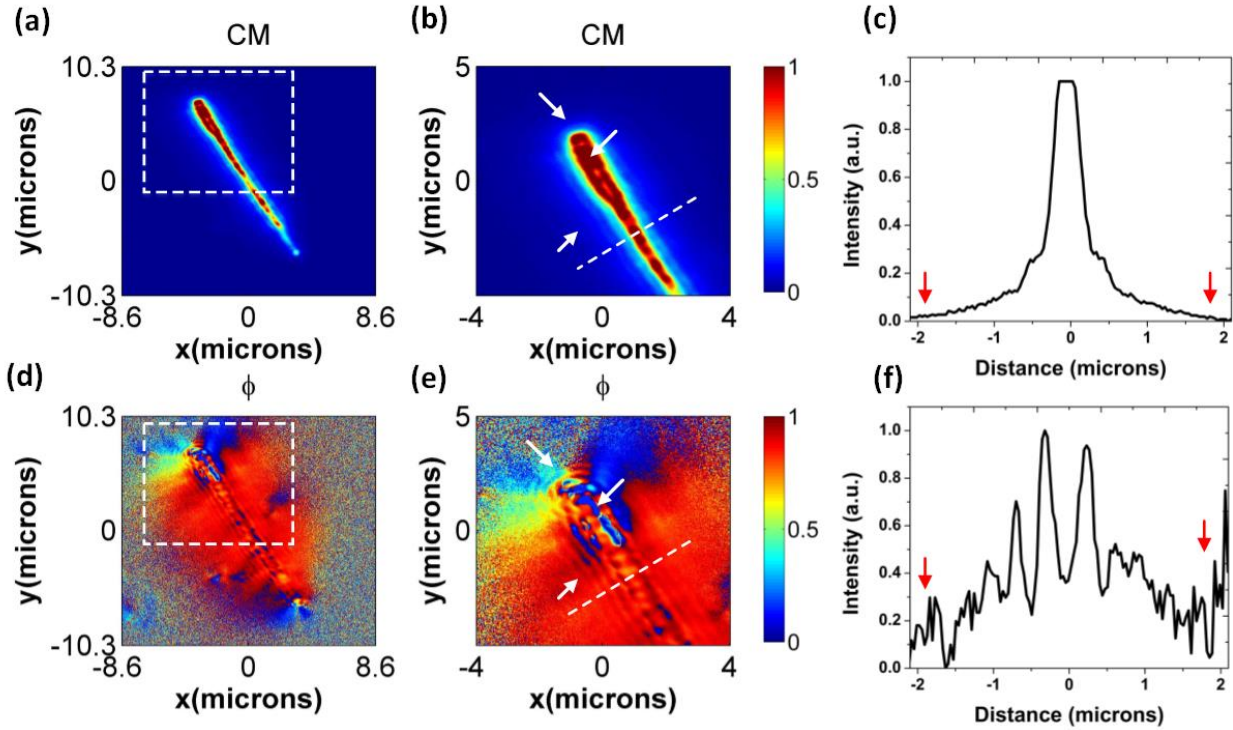 (a)
CM
10.3
0
-10.3
-8.6 0 8.6
y(microns)
x(microns)
(b)
CM
5
0
-4 0 4
y(microns)
x(microns)
1
0.5
0
(c)
1.0
0.8
0.6
0.4
0.2
0.0
-2 -1 0 1 2
Intensity (a.u.)
Distance (microns)
(d)
ϕ
10.3
0
-10.3
-8.6 0 8.6
y(microns)
x(microns)
(e)
ϕ
5
0
-4 0 4
y(microns)
x(microns)
1
0.5
0
(f)
1.0
0.8
0.6
0.4
0.2
0.0
-2 -1 0 1 2
Intensity (a.u.)
Distance (microns)